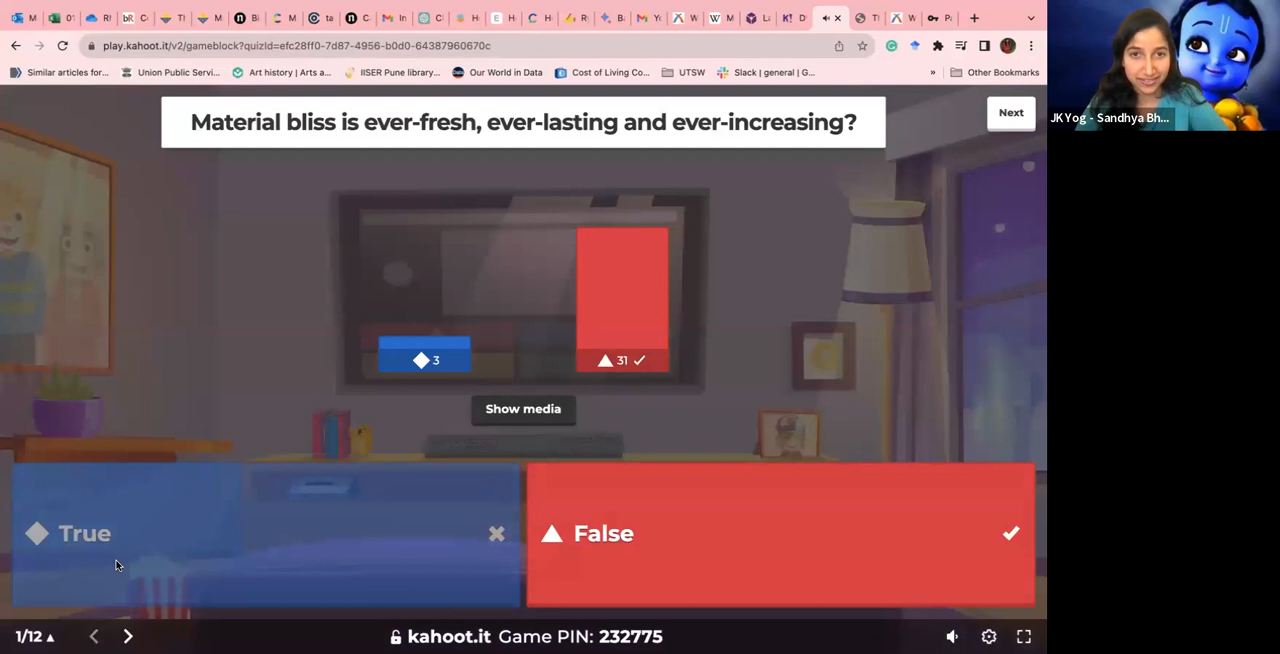 play.kahoot.it/v2/gameblock?quizId=efc28ff0-7d87-4956-b0d0-64387960670c
Similar articles for... Union Public Servi... Art history | Arts a... IISER Pune library... Our World in Data Cost of Living Co... UTSW Slack | general | G... » Other Bookmarks
Material bliss is ever-fresh, ever-lasting and ever-increasing?
Next
JKYog - Sandhya Bh...
3
31
Show media
True
False
1/12
kahoot.it Game PIN: 232775